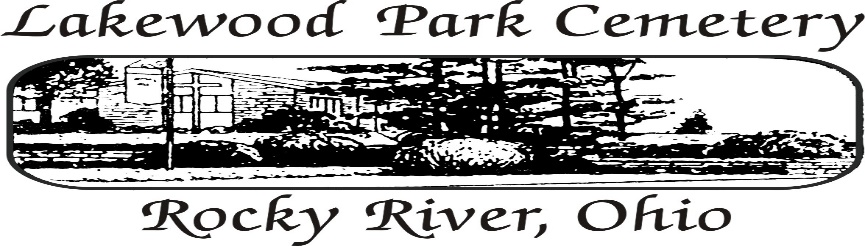 Lakewood Park Cemetery
Rocky River, Ohio